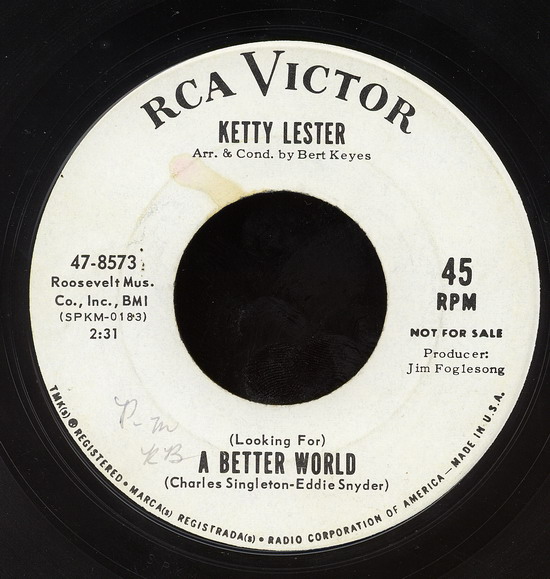 RCA VICTOR
KETTY LESTER
Arr. & Cond. by Bert Keyes
47-8573
Roosevelt Mus.
Co., Inc., BMI
(SPKM-0183)
2:31
45
RPM
NOT FOR SALE
Producer:
Jim Foglesong
(Looking For)
A BETTER WORLD
(Charles Singleton-Eddie Snyder)
TMK(s) ® REGISTERED • MARCA(s) REGISTRADA(s) • RADIO CORPORATION OF AMERICA—MADE IN U.S.A.